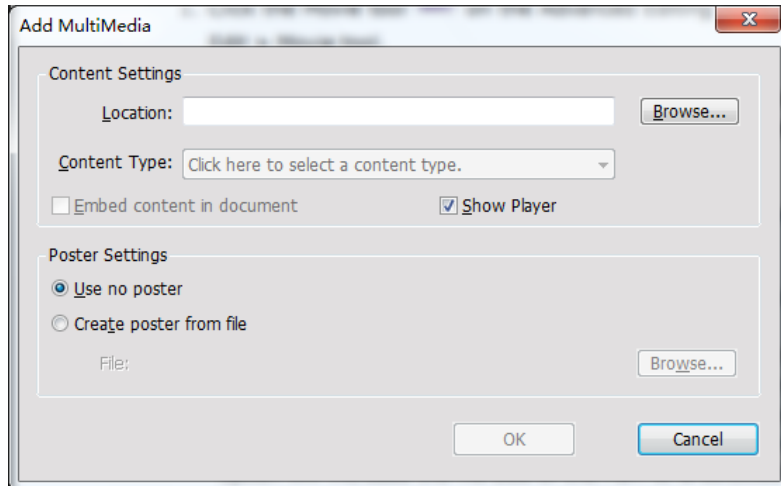 Add MultiMedia
Content Settings
Location:
Browse...
Content Type: Click here to select a content type.
Embed content in document
Show Player
Poster Settings
Use no poster
Create poster from file
File:
Browse...
OK
Cancel